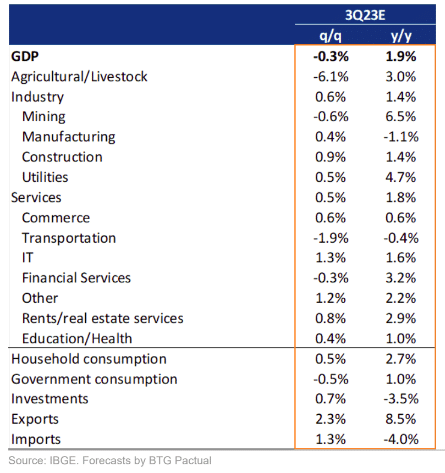 3Q23E
q/q y/y
GDP -0.3% 1.9%
Agricultural/Livestock -6.1% 3.0%
Industry 0.6% 1.4%
Mining -0.6% 6.5%
Manufacturing 0.4% -1.1%
Construction 0.9% 1.4%
Utilities 0.5% 4.7%
Services 0.5% 1.8%
Commerce 0.6% 0.6%
Transportation -1.9% -0.4%
IT 1.3% 1.6%
Financial Services -0.3% 3.2%
Other 1.2% 2.2%
Rents/real estate services 0.8% 2.9%
Education/Health 0.4% 1.0%
Household consumption 0.5% 2.7%
Government consumption -0.5% 1.0%
Investments 0.7% -3.5%
Exports 2.3% 8.5%
Imports 1.3% -4.0%
Source: IBGE. Forecasts by BTG Pactual